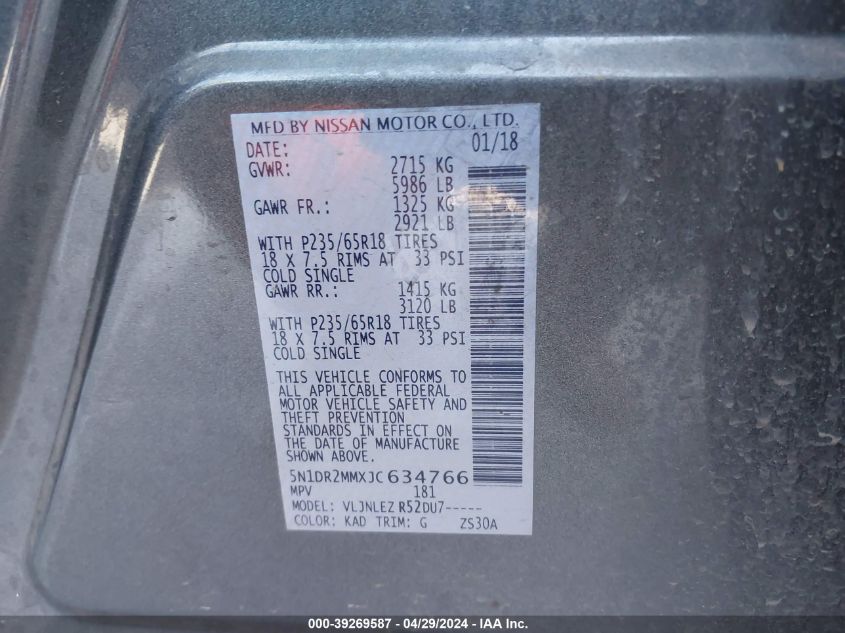 MFD BY NISSAN MOTOR CO., LTD.
DATE: 01/18
GVWR: 2715 KG
5986 LB
GAWR FR.: 1325 KG
2921 LB
WITH P235/65R18 TIRES
18 X 7.5 RIMS AT 33 PSI
COLD SINGLE
GAWR RR.: 1415 KG
3120 LB
WITH P235/65R18 TIRES
18 X 7.5 RIMS AT 33 PSI
COLD SINGLE
THIS VEHICLE CONFORMS TO
ALL APPLICABLE FEDERAL
MOTOR VEHICLE SAFETY AND
THEFT PREVENTION
STANDARDS IN EFFECT ON
THE DATE OF MANUFACTURE
SHOWN ABOVE.
5N1DR2MMXJC634766
MPV 181
MODEL: VLJNLEZ R52DU7-----
COLOR: KAD TRIM: G ZS30A
000-39269587 - 04/29/2024 - IAA Inc.